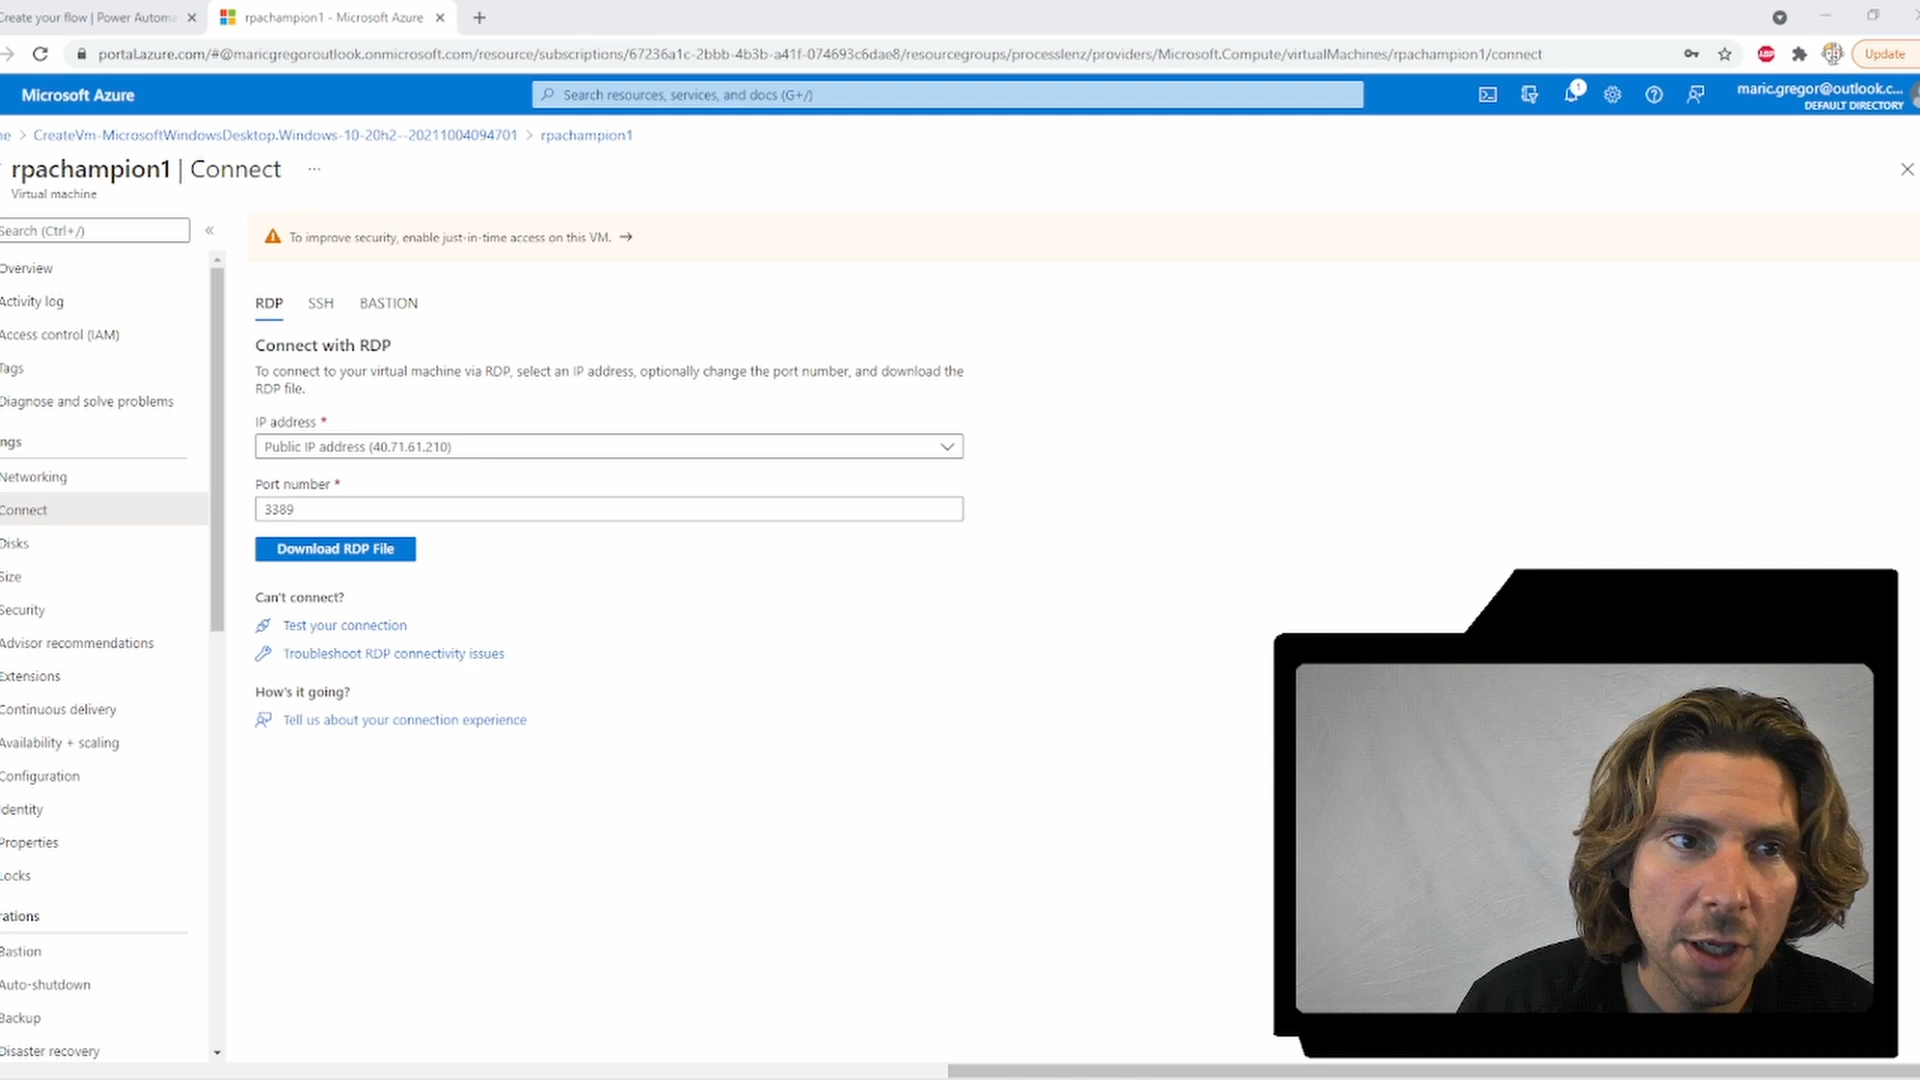 Create your flow | Power Automa
rpachampion1 - Microsoft Azure
portal.azure.com/#@maricgregoroutlook.onmicrosoft.com/resource/subscriptions/67236a1c-2bbb-4b3b-a41f-074693c6dae8/resourcegroups/processlenz/providers/Microsoft.Compute/virtualMachines/rpachampion1/connect
Update
Microsoft Azure
Search resources, services, and docs (G+/)
1
maric.gregor@outlook.c...
DEFAULT DIRECTORY
ne > CreateVm-MicrosoftWindowsDesktop.Windows-10-20h2--20211004094701 > rpachampion1
rpachampion1 | Connect ...
Virtual machine
Search (Ctrl+/)
«
To improve security, enable just-in-time access on this VM. →
Overview
Activity log
Access control (IAM)
Tags
Diagnose and solve problems
ngs
Networking
Connect
Disks
Size
Security
Advisor recommendations
Extensions
Continuous delivery
Availability + scaling
Configuration
Identity
Properties
Locks
rations
Bastion
Auto-shutdown
Backup
Disaster recovery
RDP SSH BASTION
Connect with RDP
To connect to your virtual machine via RDP, select an IP address, optionally change the port number, and download the
RDP file.
IP address *
Public IP address (40.71.61.210)
Port number *
3389
Download RDP File
Can't connect?
Test your connection
Troubleshoot RDP connectivity issues
How's it going?
Tell us about your connection experience